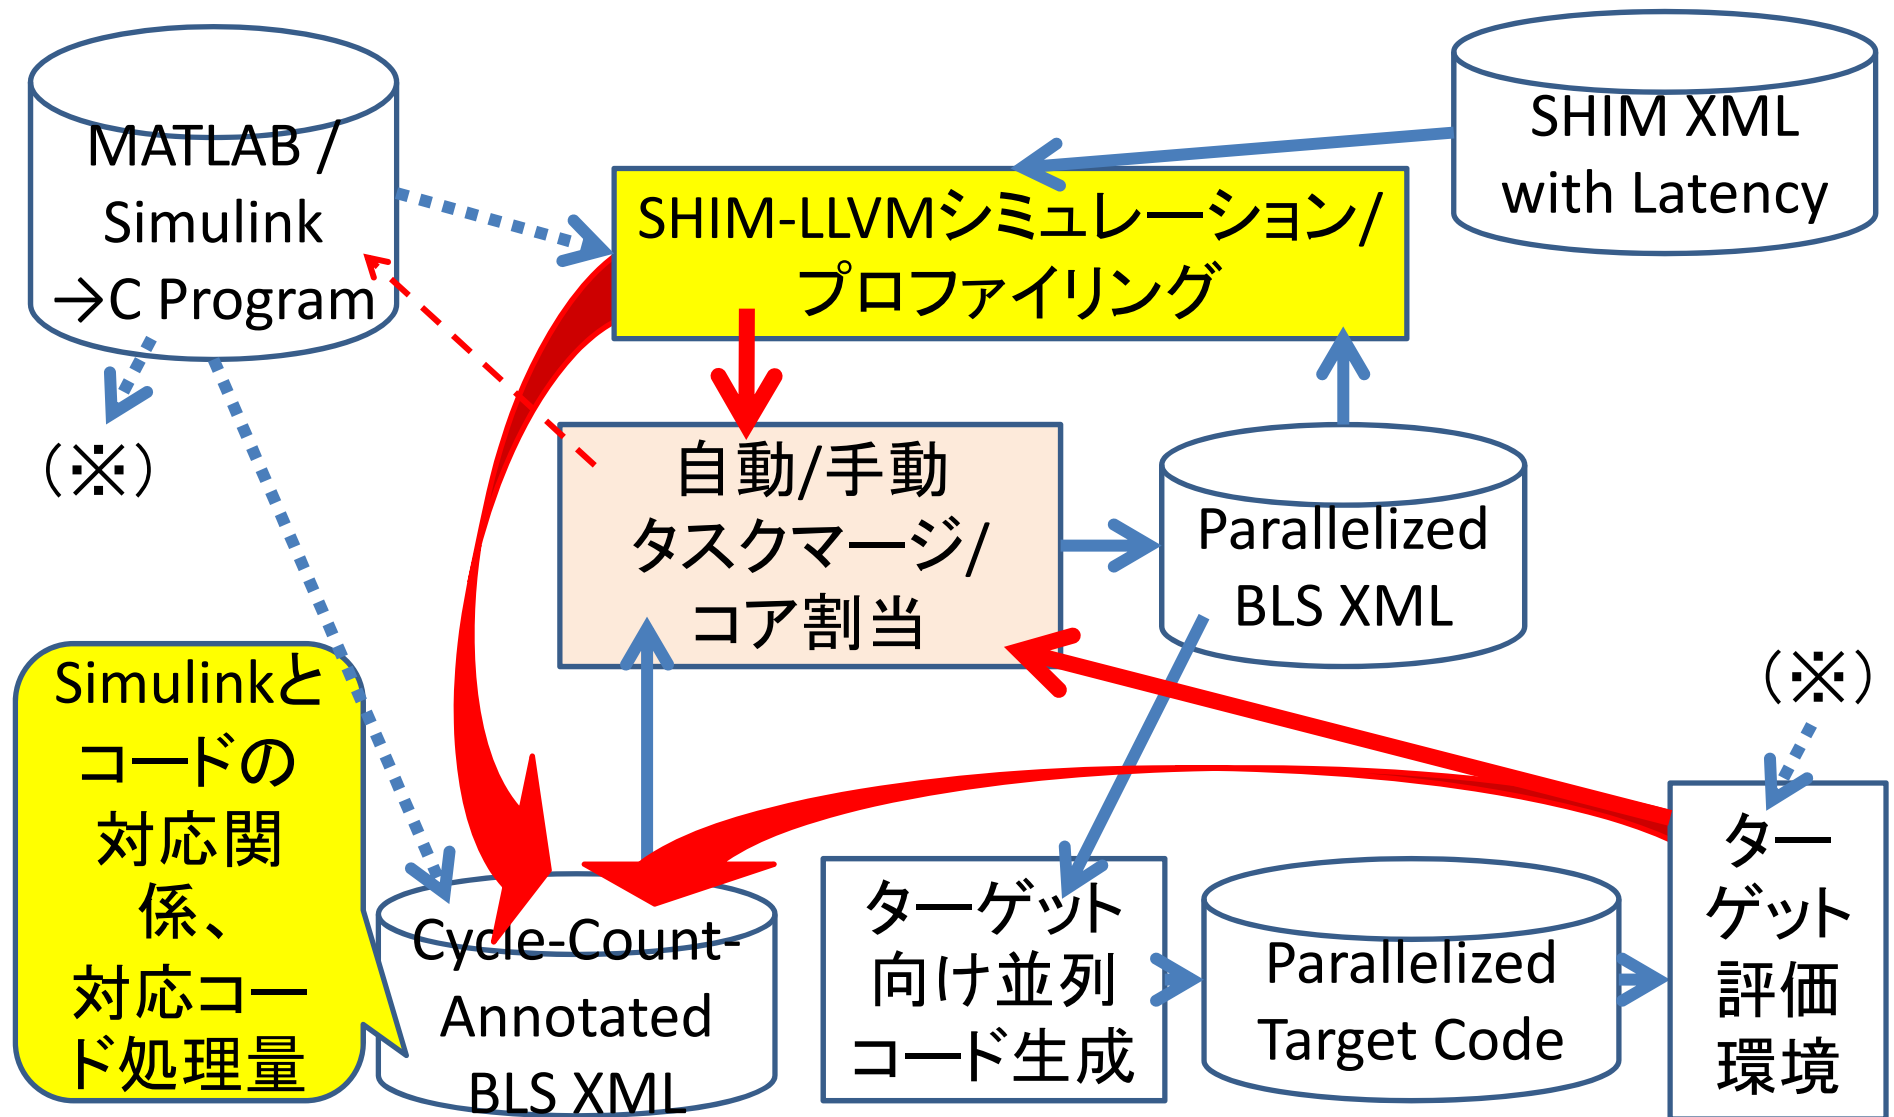 MATLAB /
Simulink
→C Program
SHIM XML
with Latency
SHIM-LLVMシミュレーション/
プロファイリング
(※)
自動/手動
タスクマージ/
コア割当
Parallelized
BLS XML
(※)
Simulinkと
コードの
対応関
係、
対応コー
ド処理量
Cycle-Count-
Annotated
BLS XML
ターゲット
向け並列
コード生成
Parallelized
Target Code
ター
ゲット
評価
環境